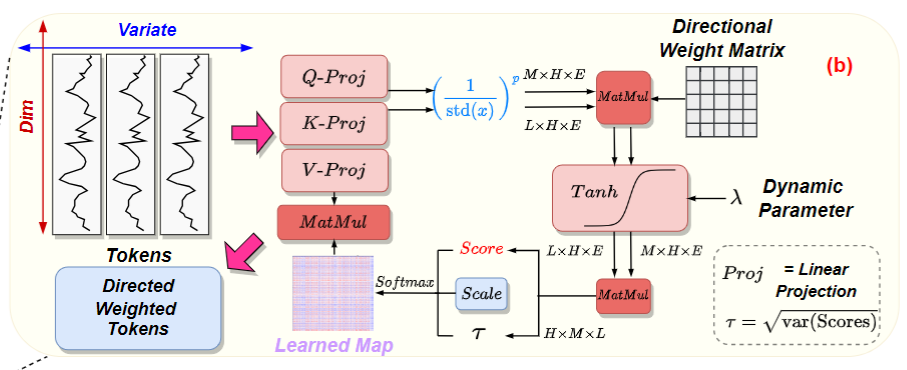 Variate
Dim
Tokens
Directed
Weighted
Tokens
Q-Proj
K-Proj
V-Proj
MatMul
Learned Map
(1/std(x))^p
M×H×E
L×H×E
MatMul
Directional
Weight Matrix
(b)
Tanh
λ
Dynamic
Parameter
L×H×E
M×H×E
MatMul
H×M×L
Score
Scale
τ
Softmax
Proj = Linear
Projection
τ = √var(Scores)